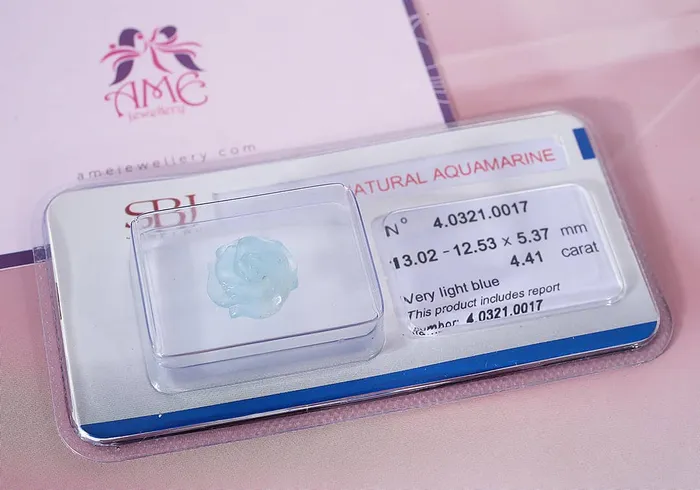 AME
jewellery
amejewellery.com
SBJ
NATURAL AQUAMARINE
N° 4.0321.0017
13.02 - 12.53 x 5.37 mm
4.41 carat
Very light blue
This product includes report
number: 4.0321.0017